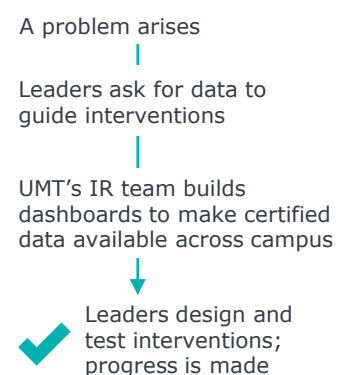 A problem arises
Leaders ask for data to
guide interventions
UMT's IR team builds
dashboards to make certified
data available across campus
Leaders design and
test interventions;
progress is made